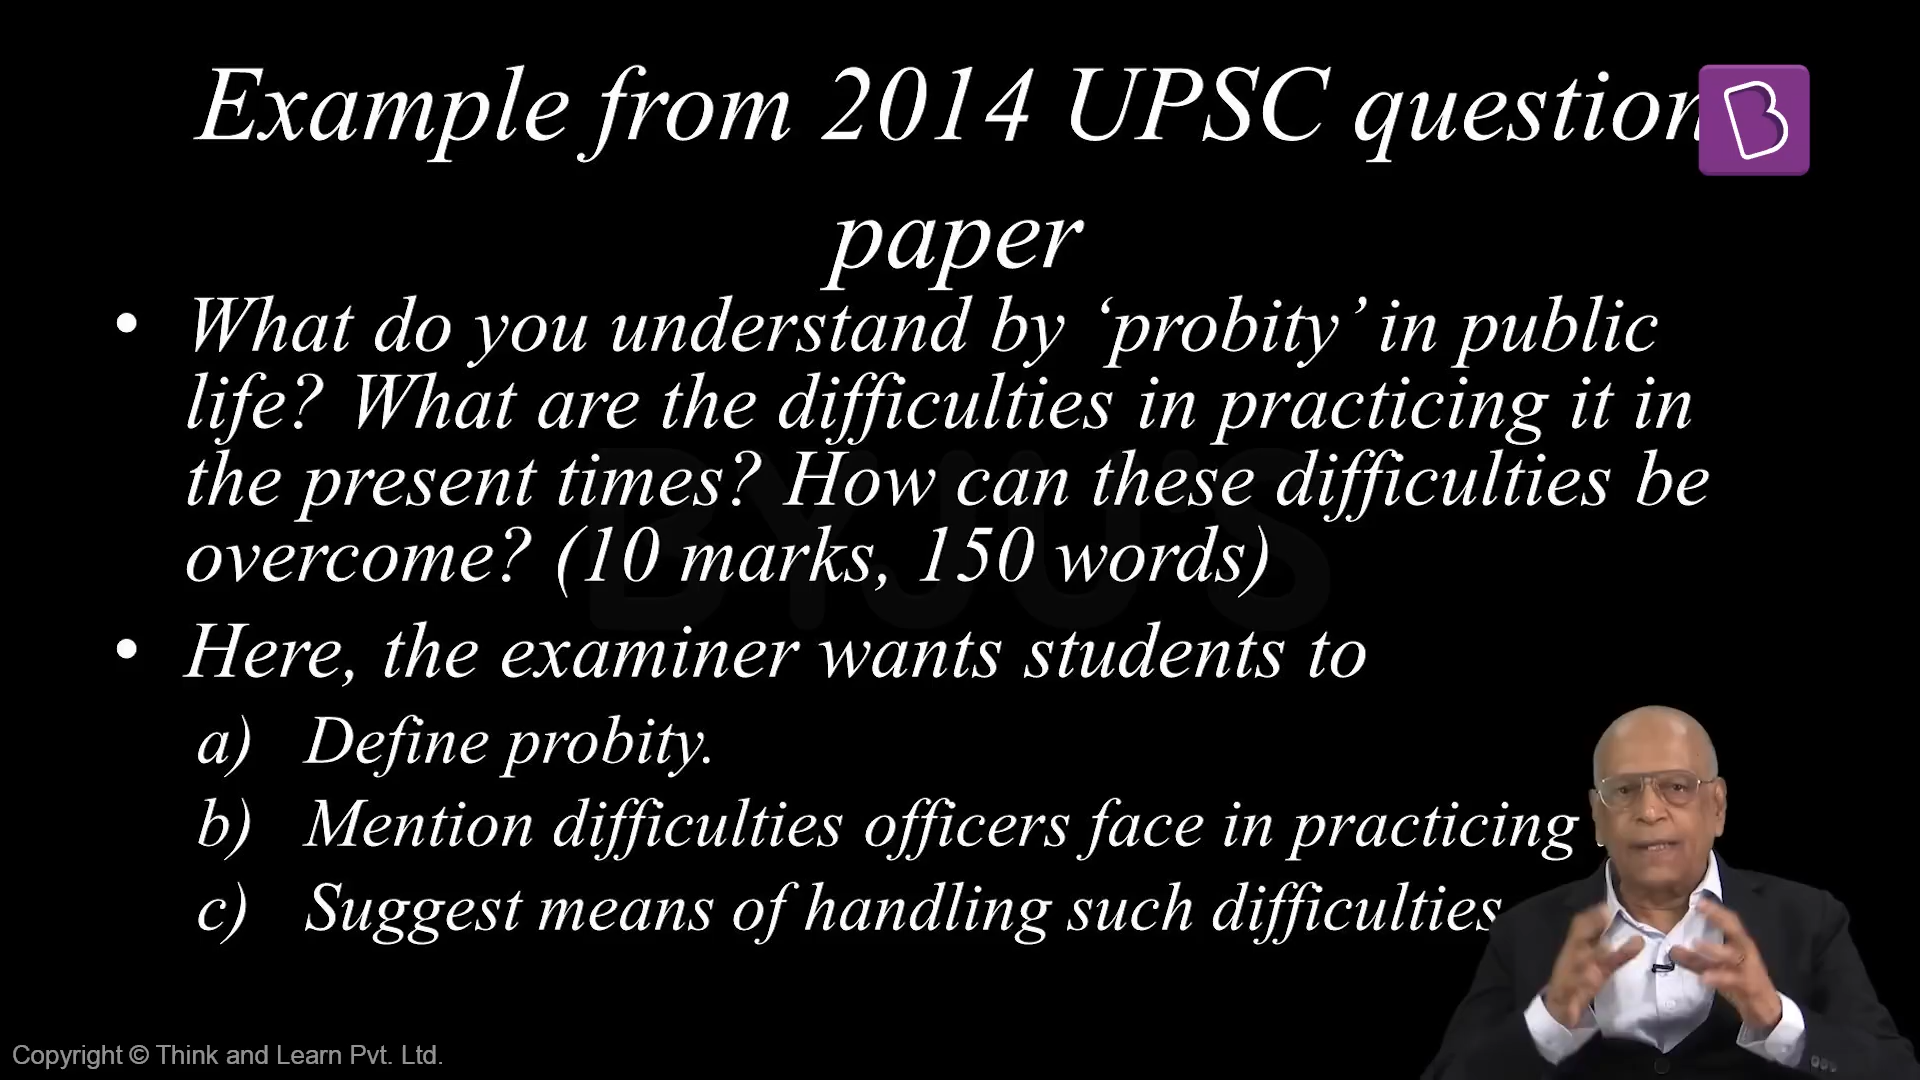 Example from 2014 UPSC question
paper
• What do you understand by ‘probity’ in public
life? What are the difficulties in practicing it in
the present times? How can these difficulties be
overcome? (10 marks, 150 words)
BYJU'S
• Here, the examiner wants students to
a) Define probity.
b) Mention difficulties officers face in practicing
c) Suggest means of handling such difficulties
Copyright © Think and Learn Pvt. Ltd.